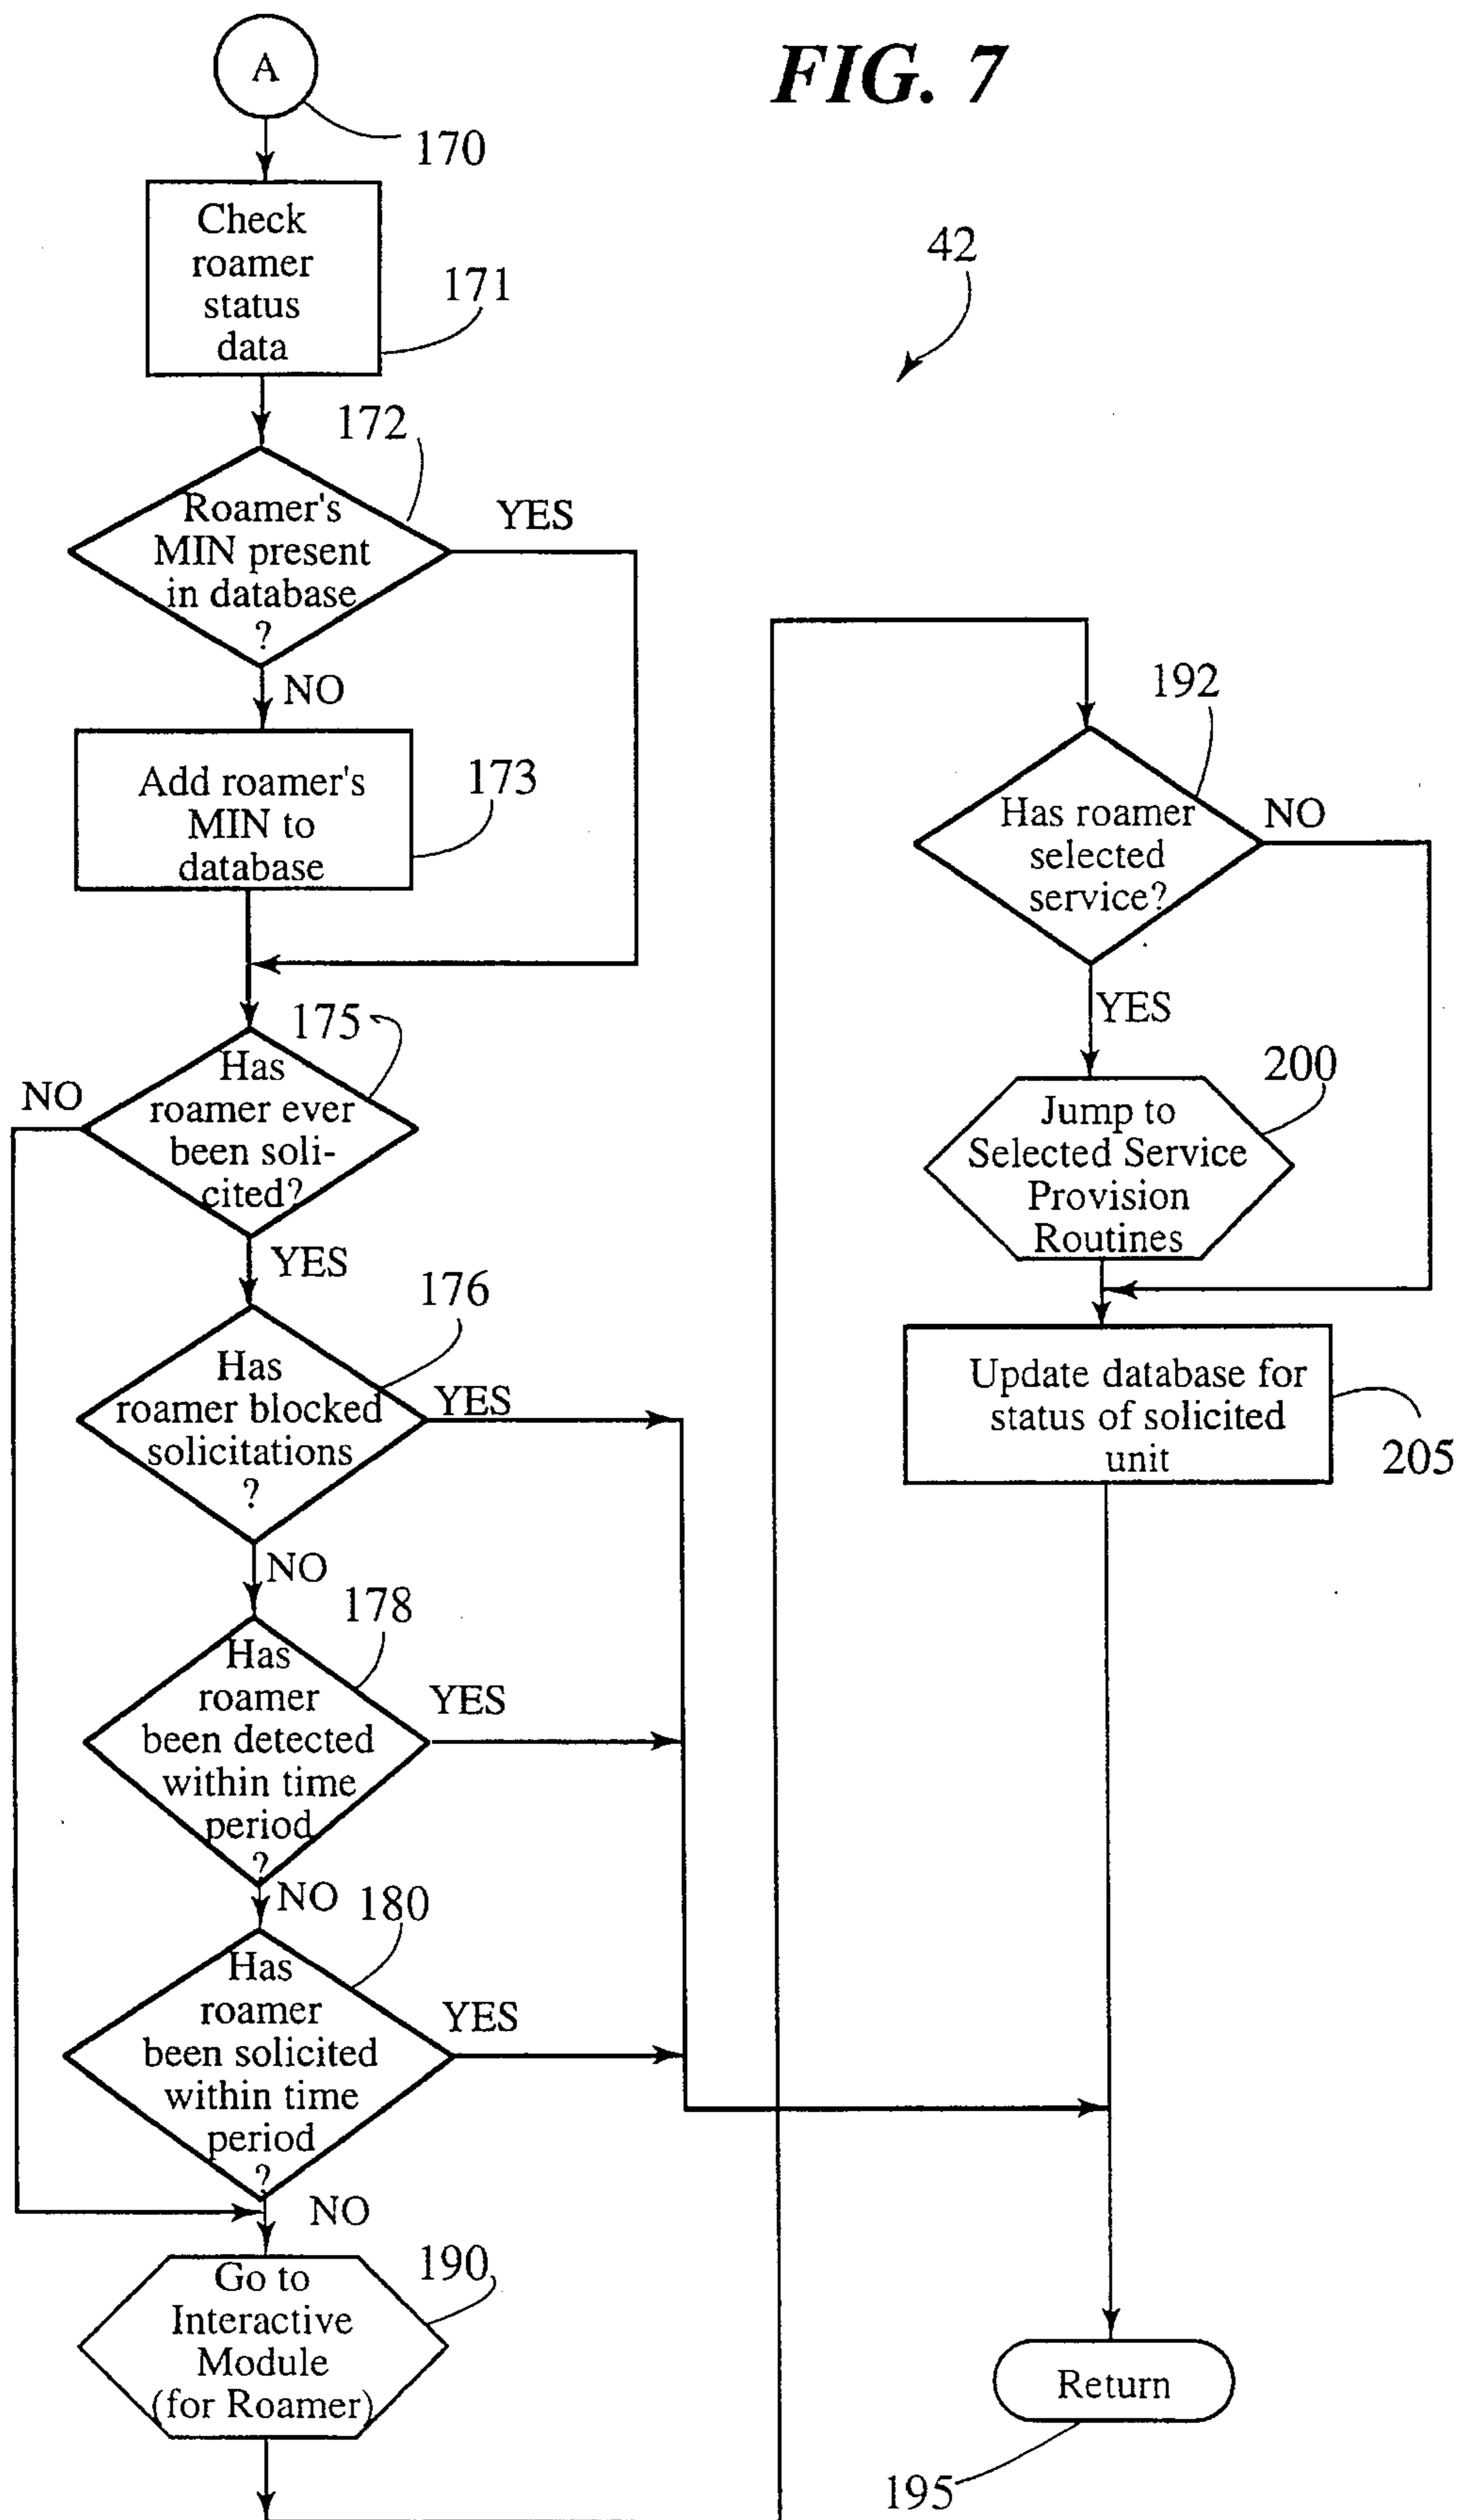 FIG. 7
A
170
Check
roamer
status
data
171
42
172
Roamer's
MIN present
in database
?
YES
NO
Add roamer's
MIN to
database
173
175
Has
roamer ever
been soli-
cited?
NO
YES
176
Has
roamer blocked
solicitations
?
YES
NO
178
Has
roamer
been detected
within time
period
?
YES
NO
180
Has
roamer
been solicited
within time
period
?
YES
NO
190
Go to
Interactive
Module
(for Roamer)
192
Has roamer
selected
service?
NO
YES
200
Jump to
Selected Service
Provision
Routines
Update database for
status of solicited
unit
205
Return
195